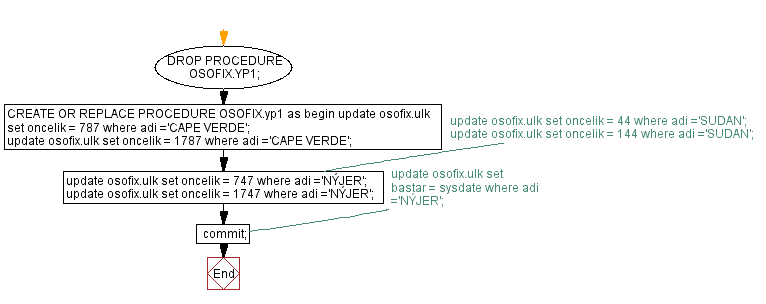 DROP PROCEDURE
OSOFIX.YP1;
CREATE OR REPLACE PROCEDURE OSOFIX.yp1 as begin update osofix.ulk
set oncelik = 787 where adi ='CAPE VERDE';
update osofix.ulk set oncelik = 1787 where adi ='CAPE VERDE';
update osofix.ulk set oncelik = 44 where adi ='SUDAN';
update osofix.ulk set oncelik = 144 where adi ='SUDAN';
update osofix.ulk set oncelik = 747 where adi ='NÝJER';
update osofix.ulk set oncelik = 1747 where adi ='NÝJER';
update osofix.ulk set
bastar = sysdate where adi
='NÝJER';
commit;
End